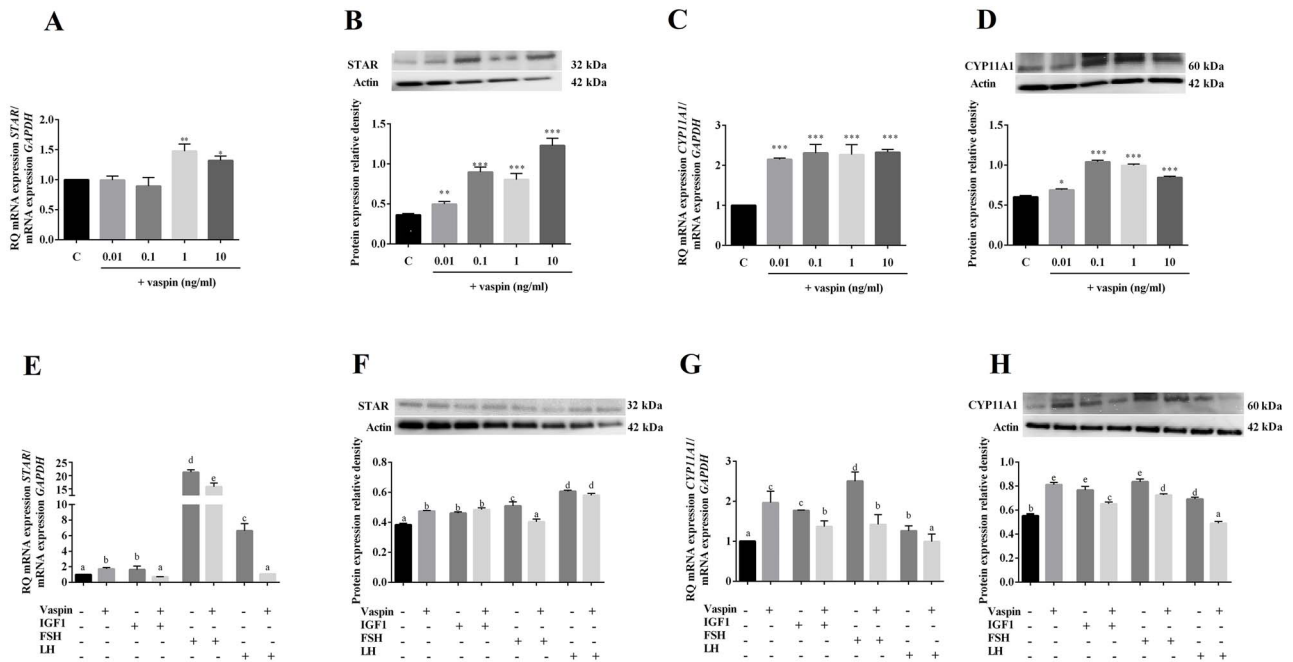 A
RQ mRNA expression STAR/
mRNA expression GAPDH
2.0
1.5
1.0
0.5
0.0
** *
C 0.01 0.1 1 10
+ vaspin (ng/ml)
B
STAR 32 kDa
Actin 42 kDa
Protein expression relative density
1.5
1.0
0.5
0.0
** *** *** ***
C 0.01 0.1 1 10
+ vaspin (ng/ml)
C
RQ mRNA expression CYP11A1/
mRNA expression GAPDH
3
2
1
0
*** *** *** ***
C 0.01 0.1 1 10
+ vaspin (ng/ml)
D
CYP11A1 60 kDa
Actin 42 kDa
Protein expression relative density
1.5
1.0
0.5
0.0
* *** *** ***
C 0.01 0.1 1 10
+ vaspin (ng/ml)
E
RQ mRNA expression STAR/
mRNA expression GAPDH
25
20
15
8
6
4
2
0
a b b a d e c a
Vaspin - + - + - + - +
IGF1 - - + + - - - -
FSH - - - - + + - -
LH - - - - - - + +
F
STAR 32 kDa
Actin 42 kDa
Protein expression relative density
0.8
0.6
0.4
0.2
0.0
a b b b c a d d
Vaspin - + - + - + - +
IGF1 - - + + - - - -
FSH - - - - + + - -
LH - - - - - - + +
G
RQ mRNA expression CYP11A1/
mRNA expression GAPDH
4
3
2
1
0
a c c b d b b a
Vaspin - + - + - + - +
IGF1 - - + + - - - -
FSH - - - - + + - -
LH - - - - - - + +
H
CYP11A1 60 kDa
Actin 42 kDa
Protein expression relative density
1.0
0.8
0.6
0.4
0.2
0.0
b e e c e d d a
Vaspin - + - + - + - +
IGF1 - - + + - - - -
FSH - - - - + + - -
LH - - - - - - + +